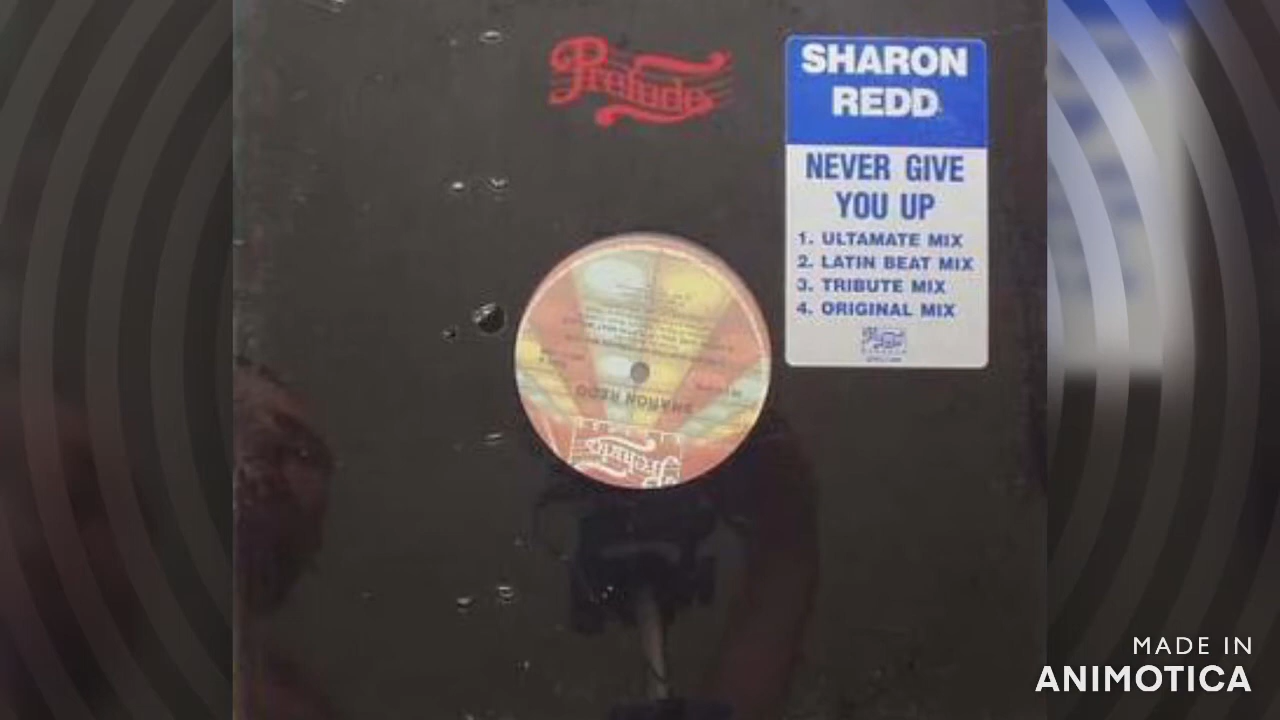 Prelude
SHARON
REDD
NEVER GIVE
YOU UP
1. ULTAMATE MIX
2. LATIN BEAT MIX
3. TRIBUTE MIX
4. ORIGINAL MIX
SHARON REDD
Prelude
MADE IN
ANIMOTICA